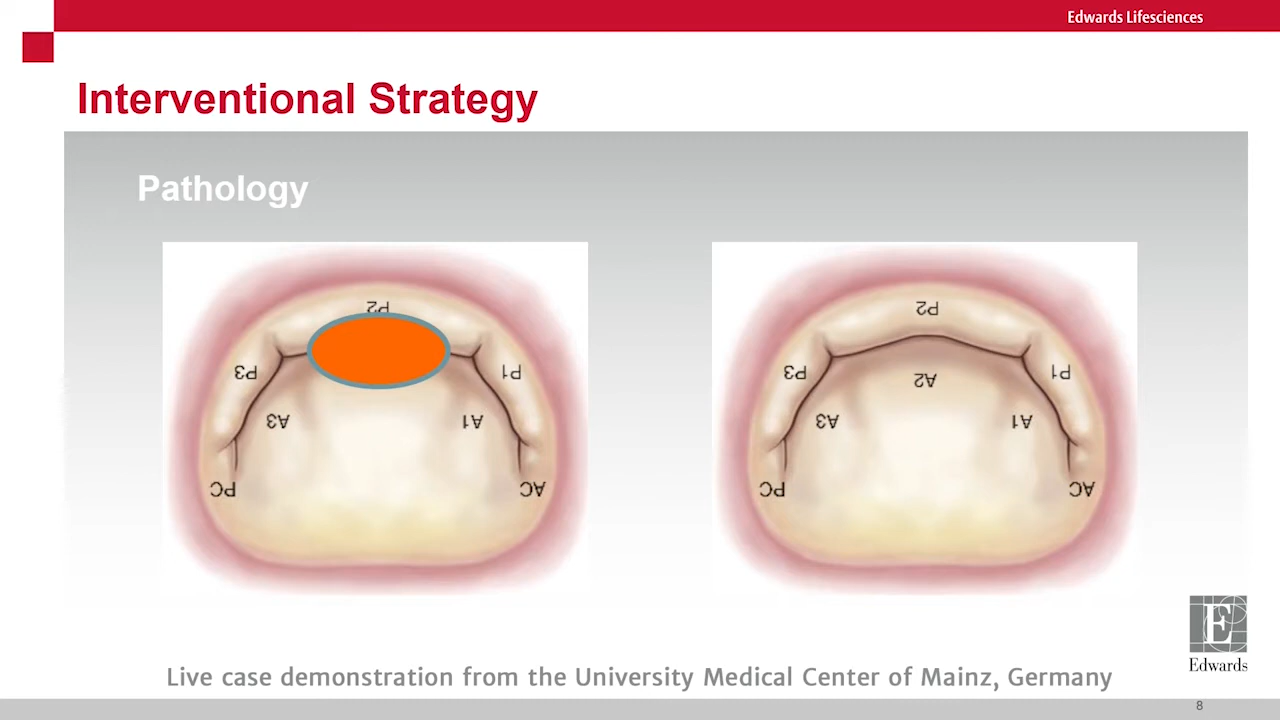 Edwards Lifesciences
Interventional Strategy
Pathology
P2
P3
P1
A3
A1
PC
AC
P2
P3
P1
A2
A3
A1
PC
AC
E
Edwards
Live case demonstration from the University Medical Center of Mainz, Germany
8